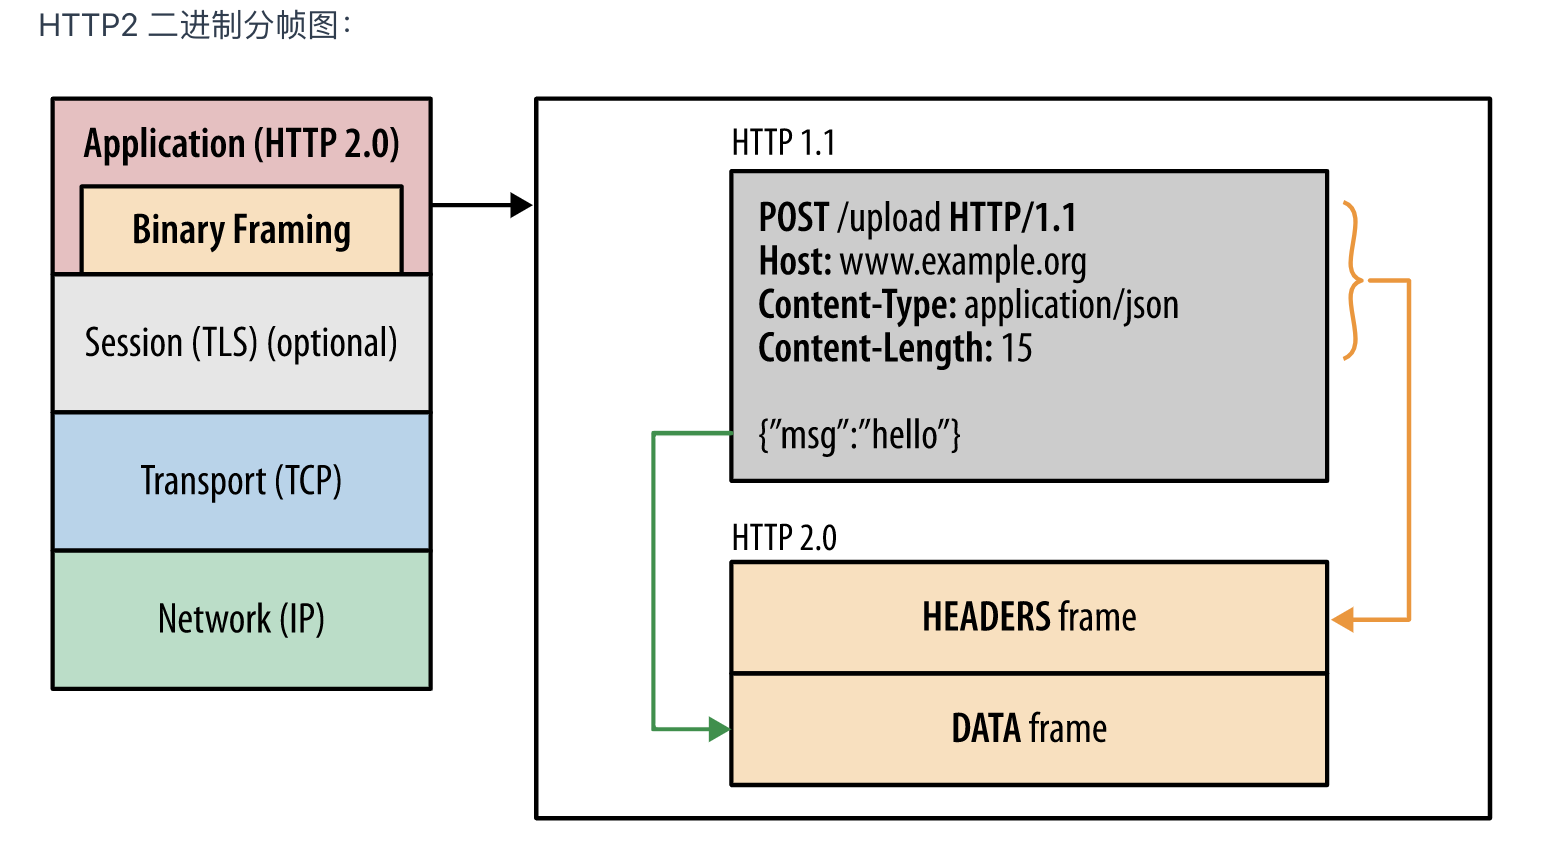 HTTP2 二进制分帧图：
Application (HTTP 2.0)
Binary Framing
Session (TLS) (optional)
Transport (TCP)
Network (IP)
HTTP 1.1
POST /upload HTTP/1.1
Host: www.example.org
Content-Type: application/json
Content-Length: 15
{”msg”:”hello”}
HTTP 2.0
HEADERS frame
DATA frame